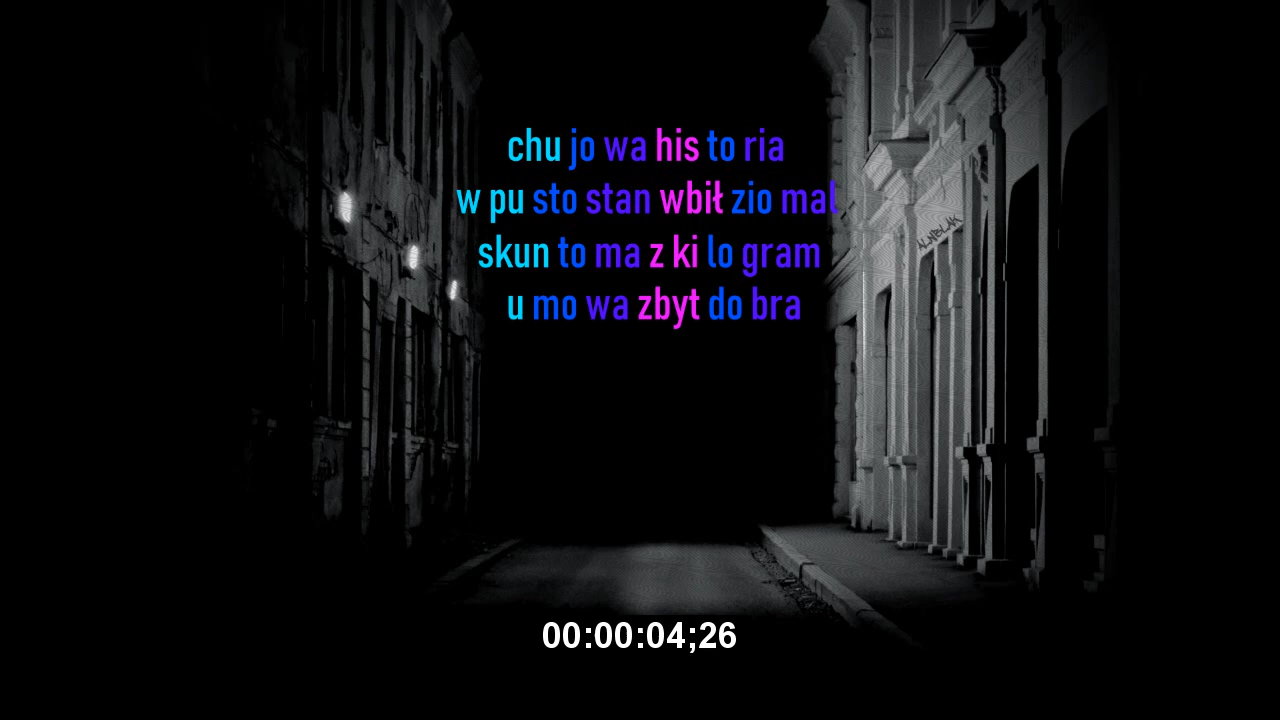 chu jo wa his to ria
w pu sto stan wbił zio mal
skun to ma z ki lo gram
u mo wa zbyt do bra
ALNBLAK
00:00:04;26